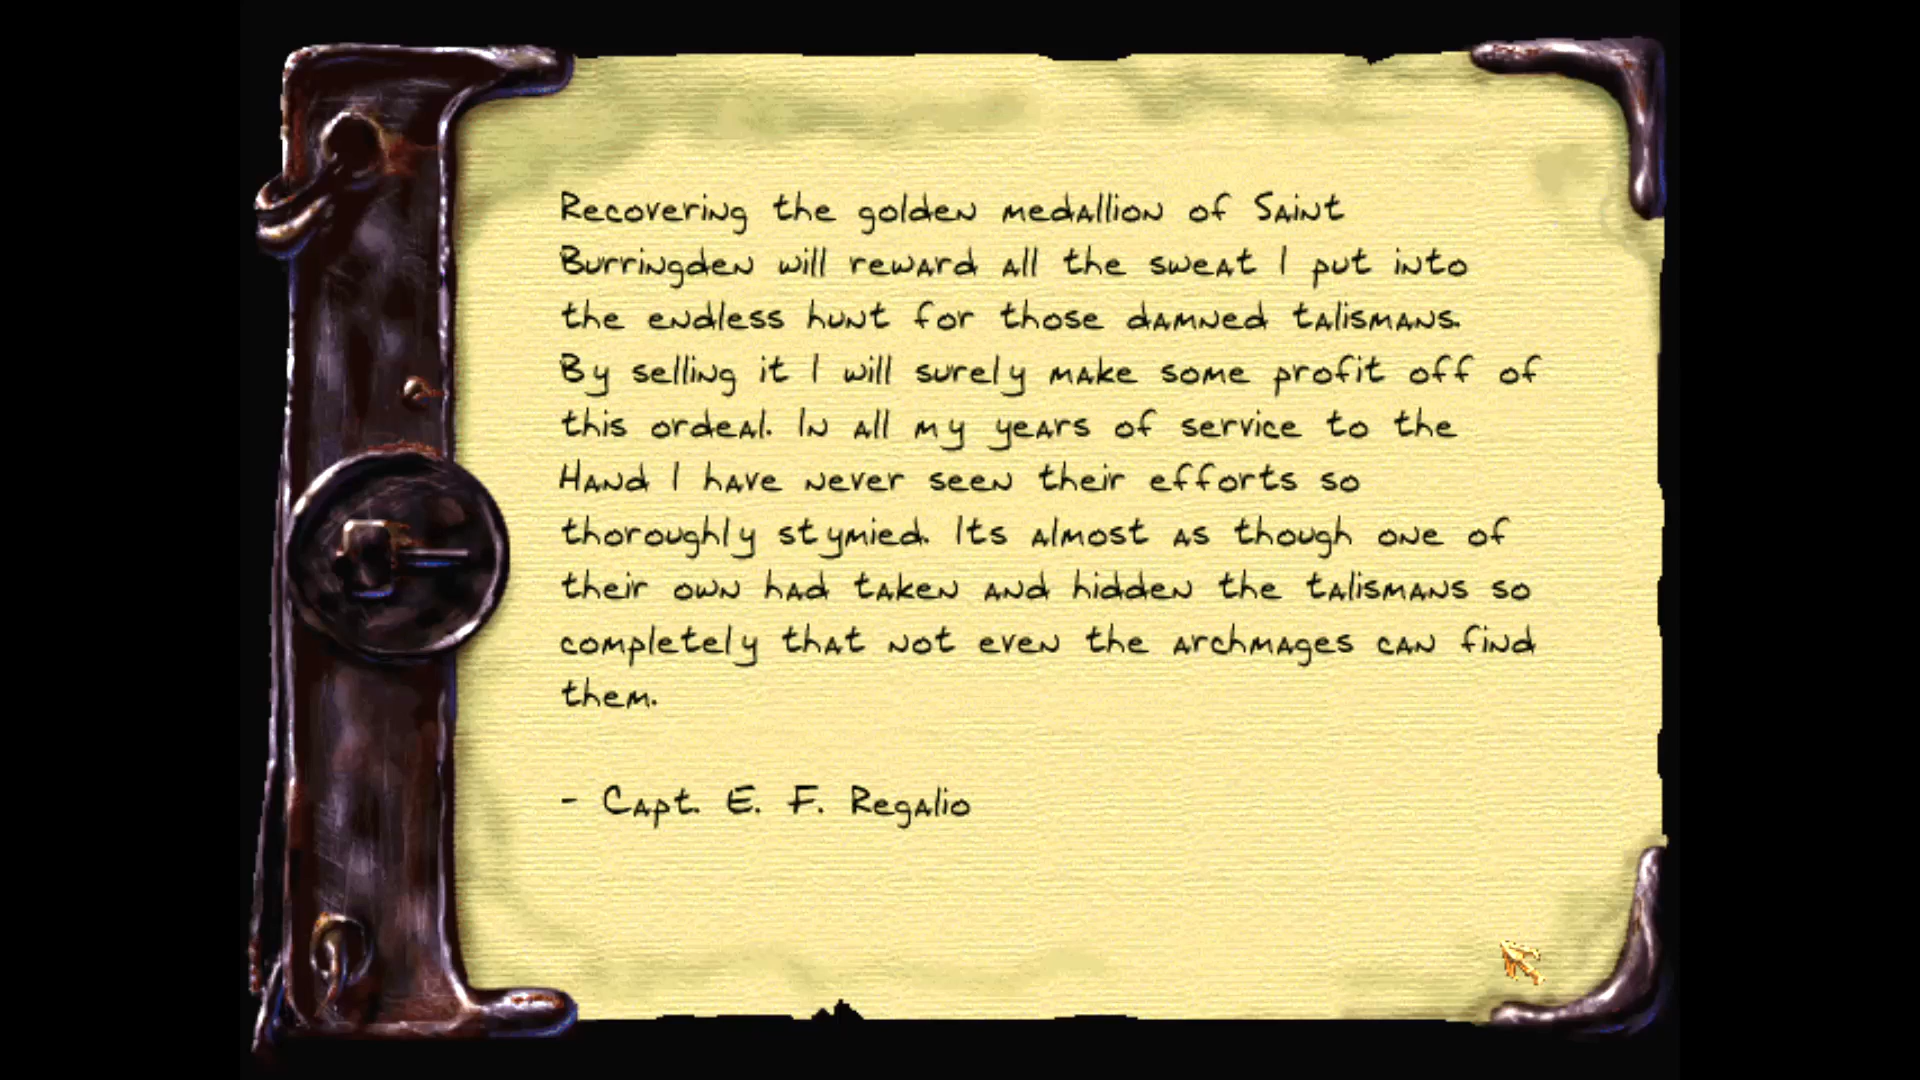 Recovering the golden medallion of Saint
Burringden will reward all the sweat I put into
the endless hunt for those damned talismans.
By selling it I will surely make some profit off of
this ordeal. In all my years of service to the
Hand I have never seen their efforts so
thoroughly stymied. Its almost as though one of
their own had taken and hidden the talismans so
completely that not even the archmages can find
them.
- Capt. E. F. Regalio